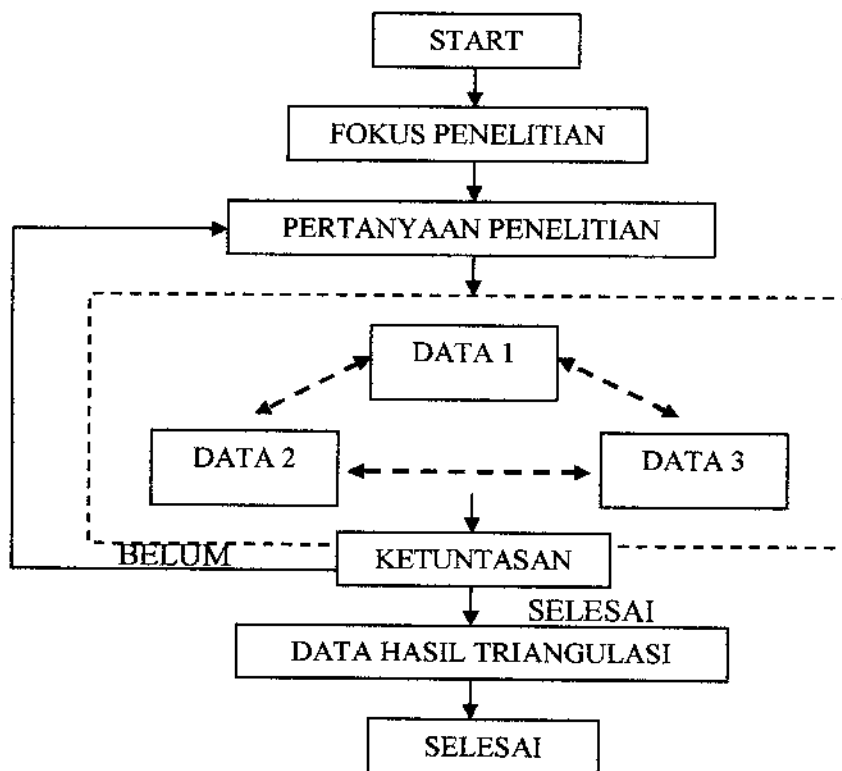 START
FOKUS PENELITIAN
PERTANYAAN PENELITIAN
DATA 1
DATA 2
DATA 3
BELUM
KETUNTASAN
SELESAI
DATA HASIL TRIANGULASI
SELESAI